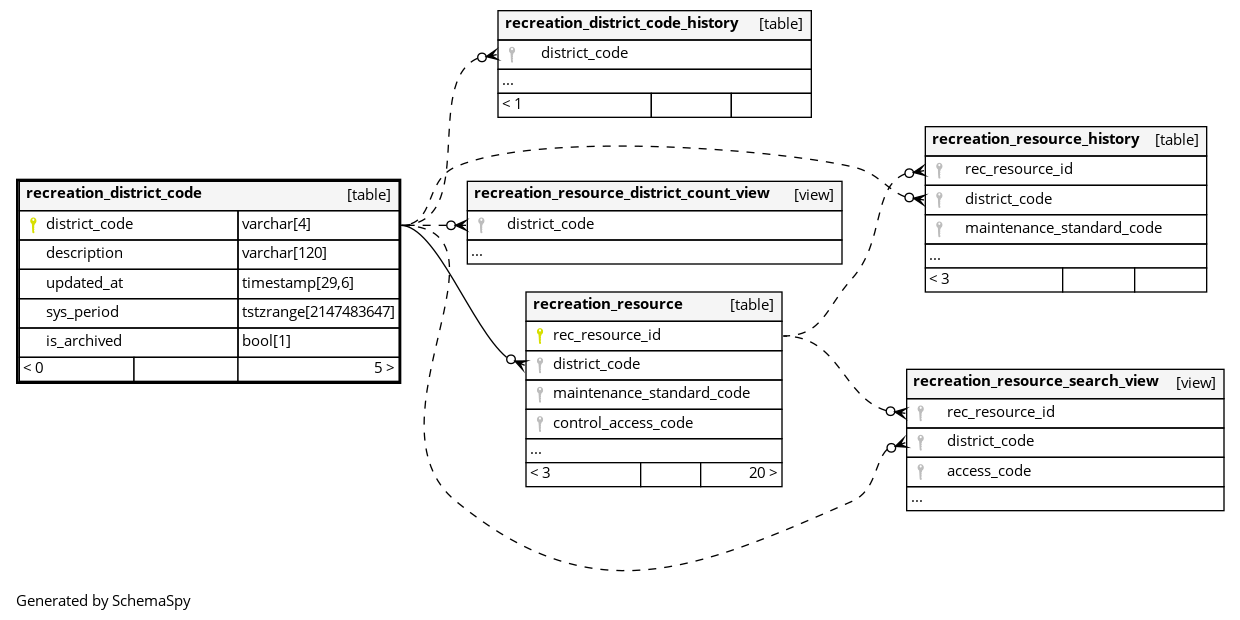 recreation_district_code_history [table]
district_code
...
< 1
recreation_resource_history [table]
rec_resource_id
district_code
maintenance_standard_code
...
< 3
recreation_district_code [table]
district_code varchar[4]
description varchar[120]
updated_at timestamp[29,6]
sys_period tstzrange[2147483647]
is_archived bool[1]
< 0 5 >
recreation_resource_district_count_view [view]
district_code
...
recreation_resource [table]
rec_resource_id
district_code
maintenance_standard_code
control_access_code
...
< 3 20 >
recreation_resource_search_view [view]
rec_resource_id
district_code
access_code
...
Generated by SchemaSpy